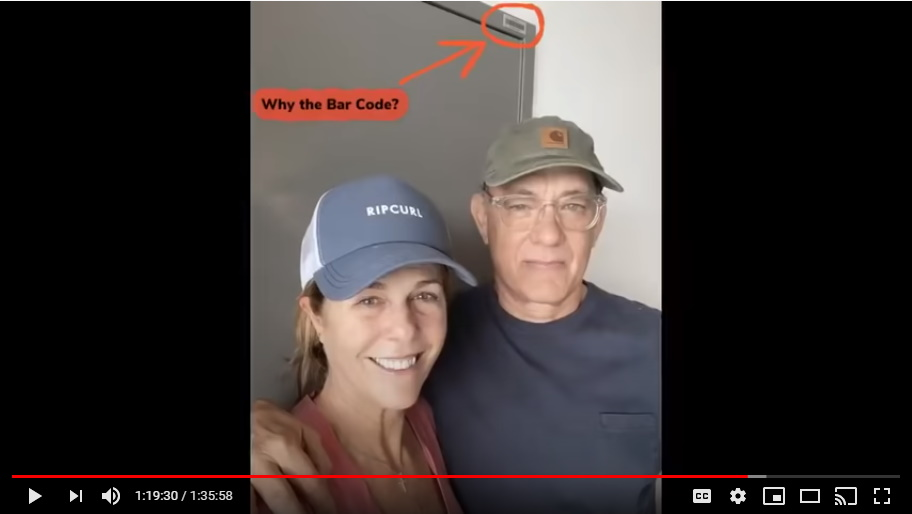 Why the Bar Code?
RIPCURL
1:19:30 / 1:35:58
CC